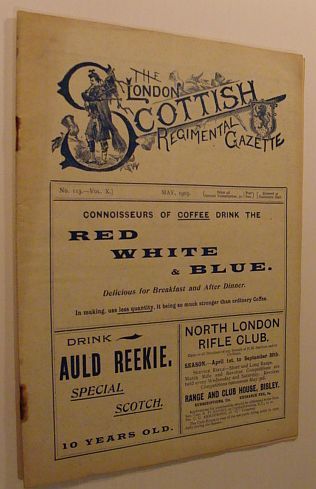 THE
LONDON
SCOTTISH
REGIMENTAL
GAZETTE
No. 113.—VOL. X.] MAY, 1905.
CONNOISSEURS OF COFFEE DRINK THE
RED
WHITE
& BLUE.
Delicious for Breakfast and After Dinner.
In making, use less quantity, it being so much stronger than ordinary Coffee.
DRINK
AULD REEKIE.
SPECIAL
SCOTCH.
10 YEARS OLD.
NORTH LONDON
RIFLE CLUB.
SEASON.—April 1st. to September 30th.
RANGE AND CLUB HOUSE, BISLEY.